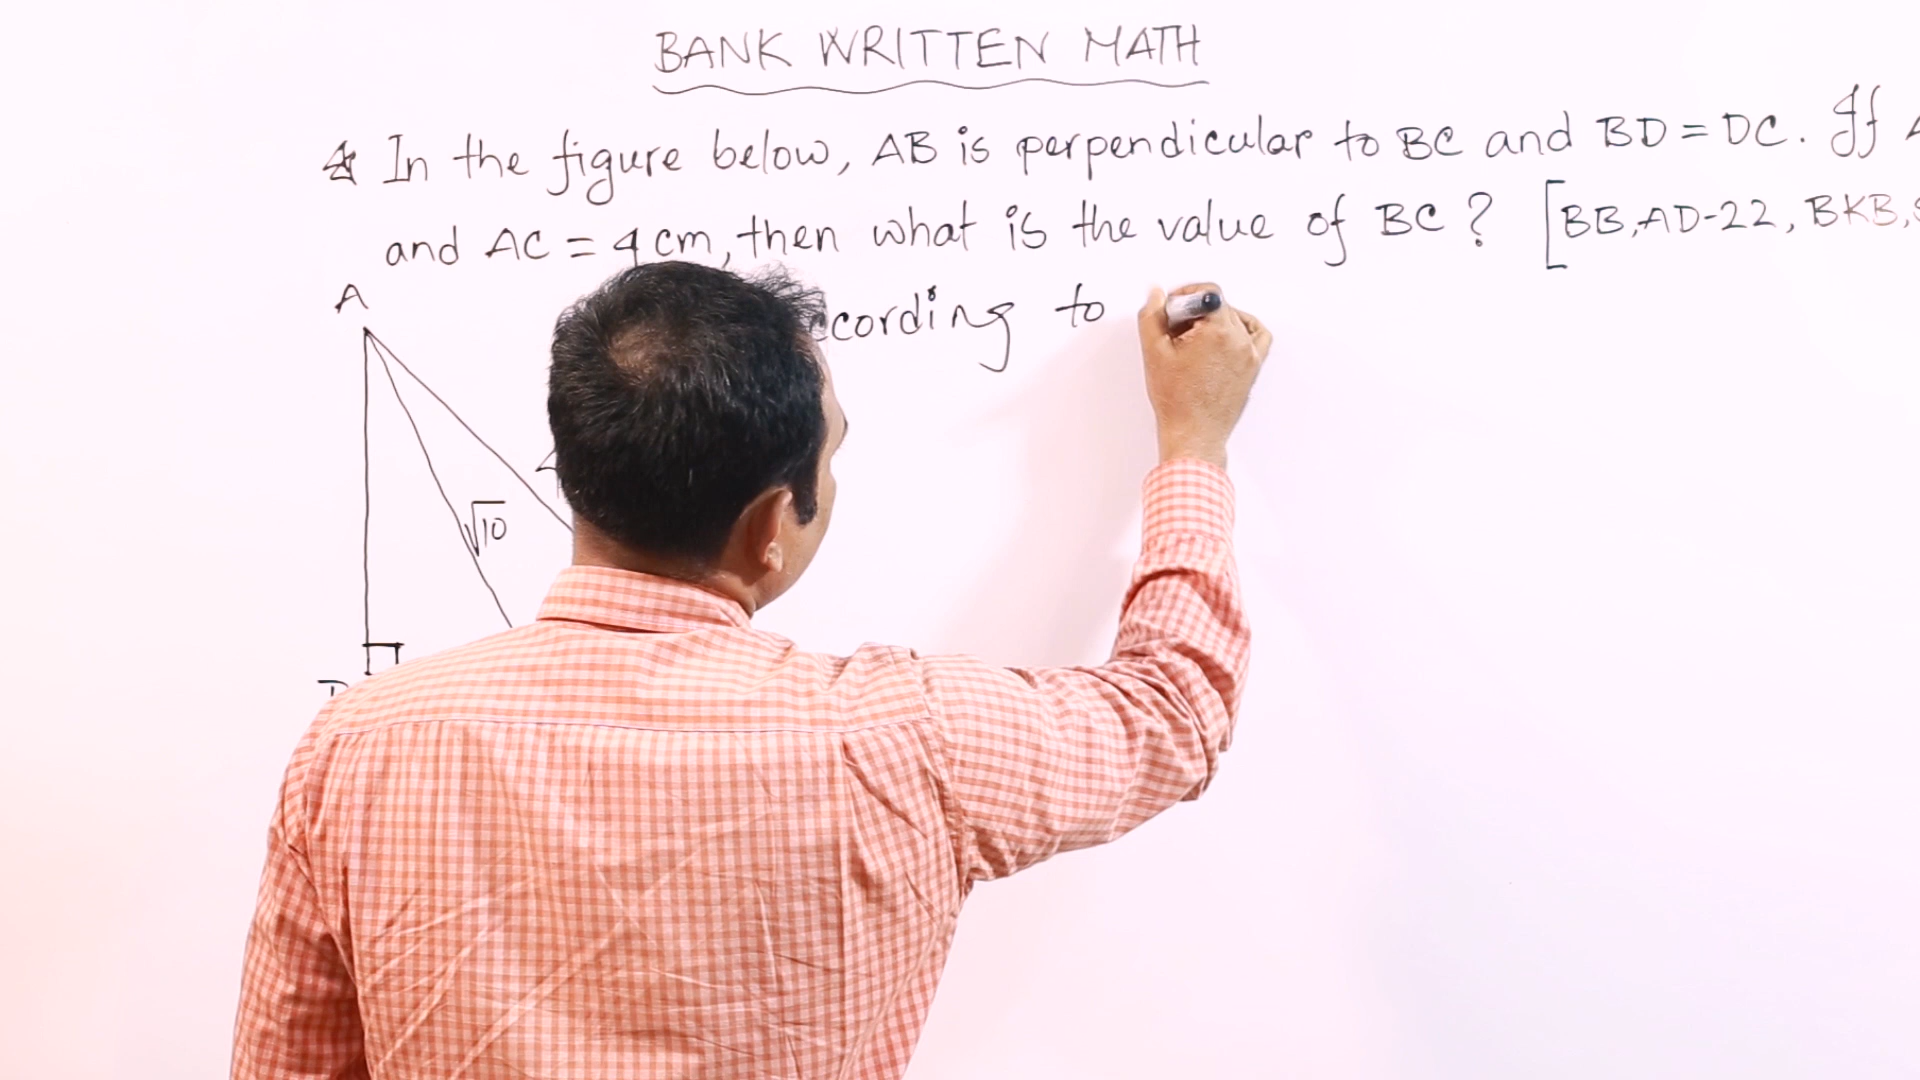 BANK WRITTEN MATH
In the figure below, AB is perpendicular to BC and BD = DC. If
and AC = 4 cm, then what is the value of BC? [BB,AD-22, BKB,
A
ccording to
√10